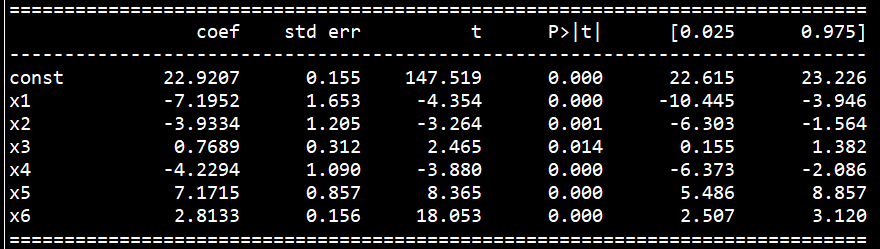 ==============================================================================
                 coef    std err          t      P>|t|      [0.025      0.975]
------------------------------------------------------------------------------
const         22.9207      0.155    147.519      0.000      22.615      23.226
x1            -7.1952      1.653     -4.354      0.000     -10.445      -3.946
x2            -3.9334      1.205     -3.264      0.001      -6.303      -1.564
x3             0.7689      0.312      2.465      0.014       0.155       1.382
x4            -4.2294      1.090     -3.880      0.000      -6.373      -2.086
x5             7.1715      0.857      8.365      0.000       5.486       8.857
x6             2.8133      0.156     18.053      0.000       2.507       3.120
==============================================================================